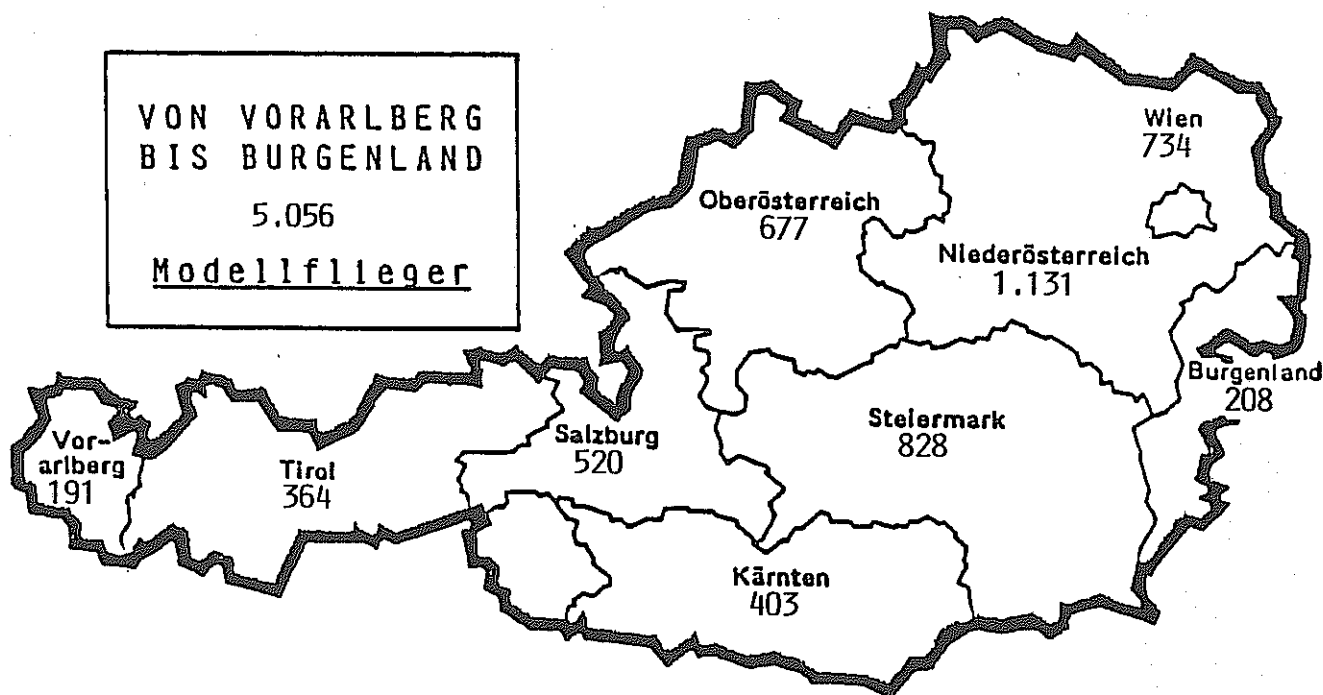 VON VORARLBERG
BIS BURGENLAND
5.056
Modellflieger
Wien
734
Oberösterreich
677
Niederösterreich
1.131
Burgenland
208
Steiermark
828
Salzburg
520
Vor-
arlberg
191
Tirol
364
Kärnten
403